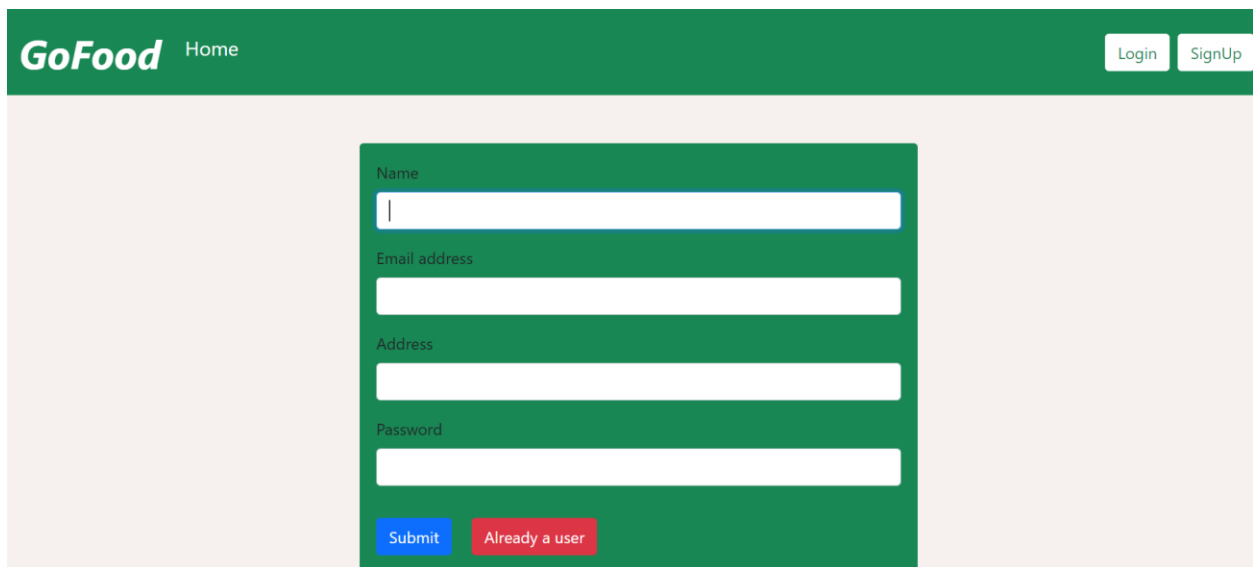 GoFood Home Login SignUp
Name
Email address
Address
Password
Submit Already a user